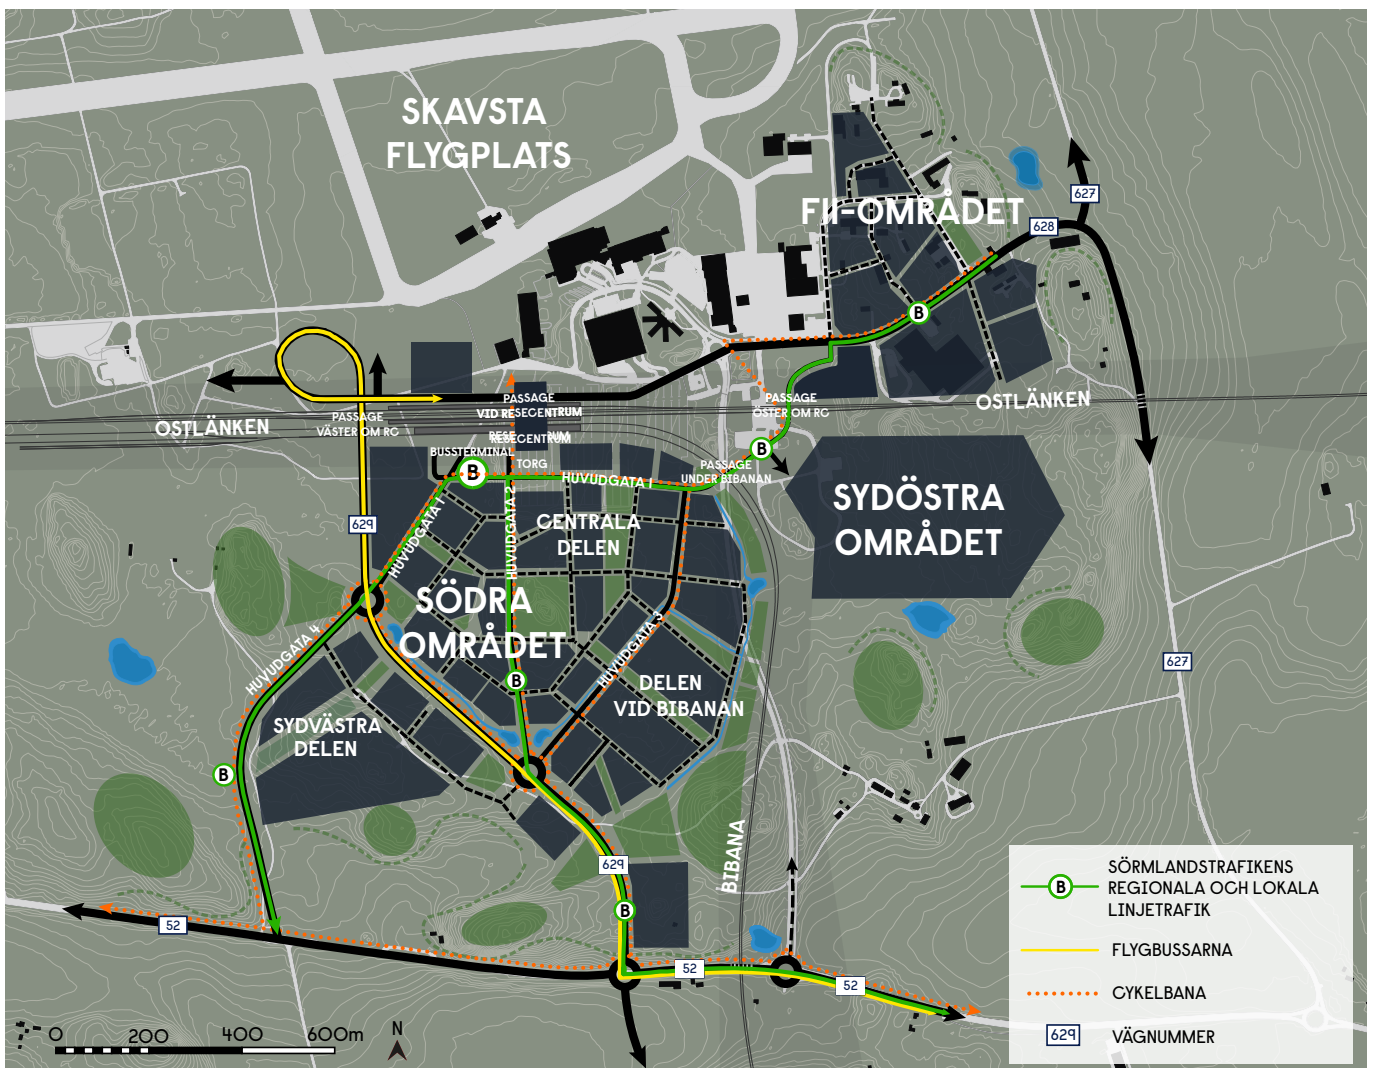 SKAVSTA
FLYGPLATS
627
FII-OMRÅDET
628
PASSAGE
VID RESECENTRUM
PASSAGE
ÖSTER OM RC
OSTLÄNKEN
PASSAGE
VÄSTER OM RC
OSTLÄNKEN
RESECENTRUM
BUSSTERMINAL
TORG
B
B
B
PASSAGE
UNDER BIBANAN
HUVUDGATA 1
HUVUDGATA 1
HUVUDGATA 2
SYDÖSTRA
OMRÅDET
629
CENTRALA
DELEN
SÖDRA
OMRÅDET
HUVUDGATA 3
HUVUDGATA 4
627
B
DELEN
VID BIBANAN
SYDVÄSTRA
DELEN
B
BIBANA
629
B
52
52
52
0 200 400 600m
N
B
SÖRMLANDSTRAFIKENS
REGIONALA OCH LOKALA
LINJETRAFIK
FLYGBUSSARNA
CYKELBANA
629
VÄGNUMMER